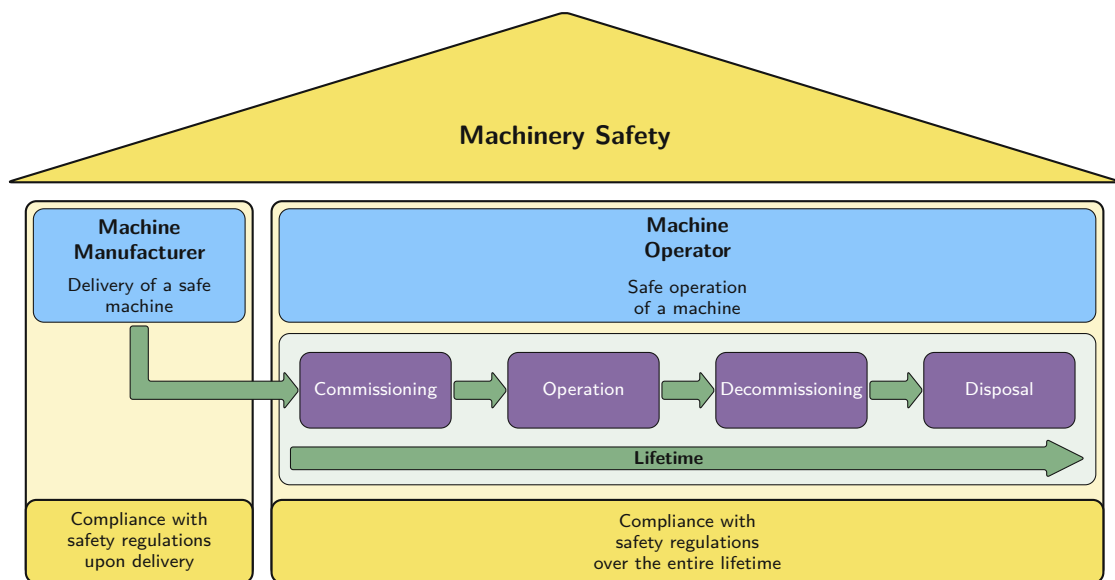 Machinery Safety
Machine
Manufacturer
Delivery of a safe
machine
Machine
Operator
Safe operation
of a machine
Commissioning
Operation
Decommissioning
Disposal
Lifetime
Compliance with
safety regulations
upon delivery
Compliance with
safety regulations
over the entire lifetime